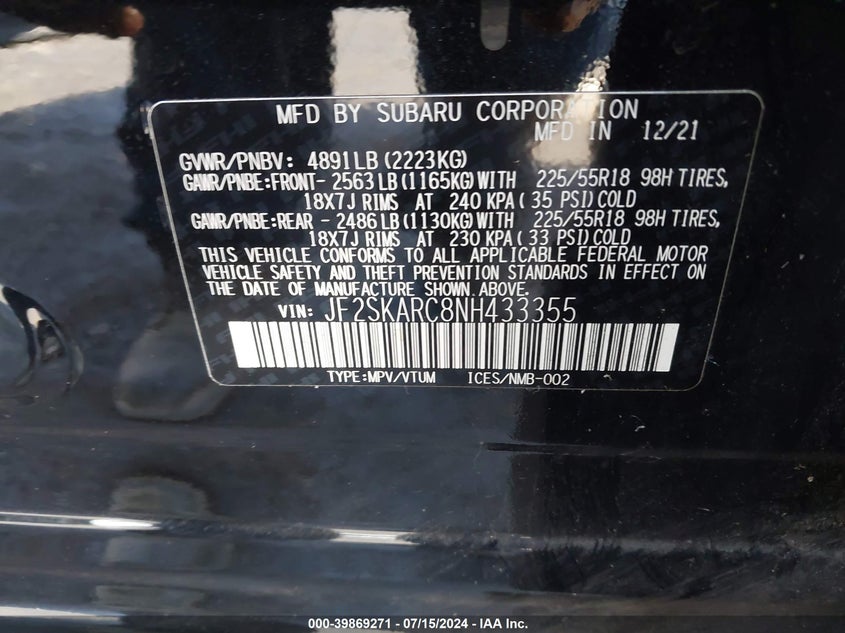 MFD BY SUBARU CORPORATION
MFD IN 12/21
GVWR/PNBV: 4891LB(2223KG)
GAWR/PNBE:FRONT- 2563LB(1165KG)WITH 225/55R18 98H TIRES,
18X7J RIMS AT 240 KPA( 35 PSI)COLD
GAWR/PNBE:REAR - 2486LB(1130KG)WITH 225/55R18 98H TIRES,
18X7J RIMS AT 230 KPA( 33 PSI)COLD
THIS VEHICLE CONFORMS TO ALL APPLICABLE FEDERAL MOTOR
VEHICLE SAFETY AND THEFT PREVENTION STANDARDS IN EFFECT ON
THE DATE OF MANUFACTURE SHOWN ABOVE.
VIN: JF2SKARC8NH433355
TYPE:MPV/VTUM ICES/NMB-002
000-39869271 - 07/15/2024 - IAA Inc.